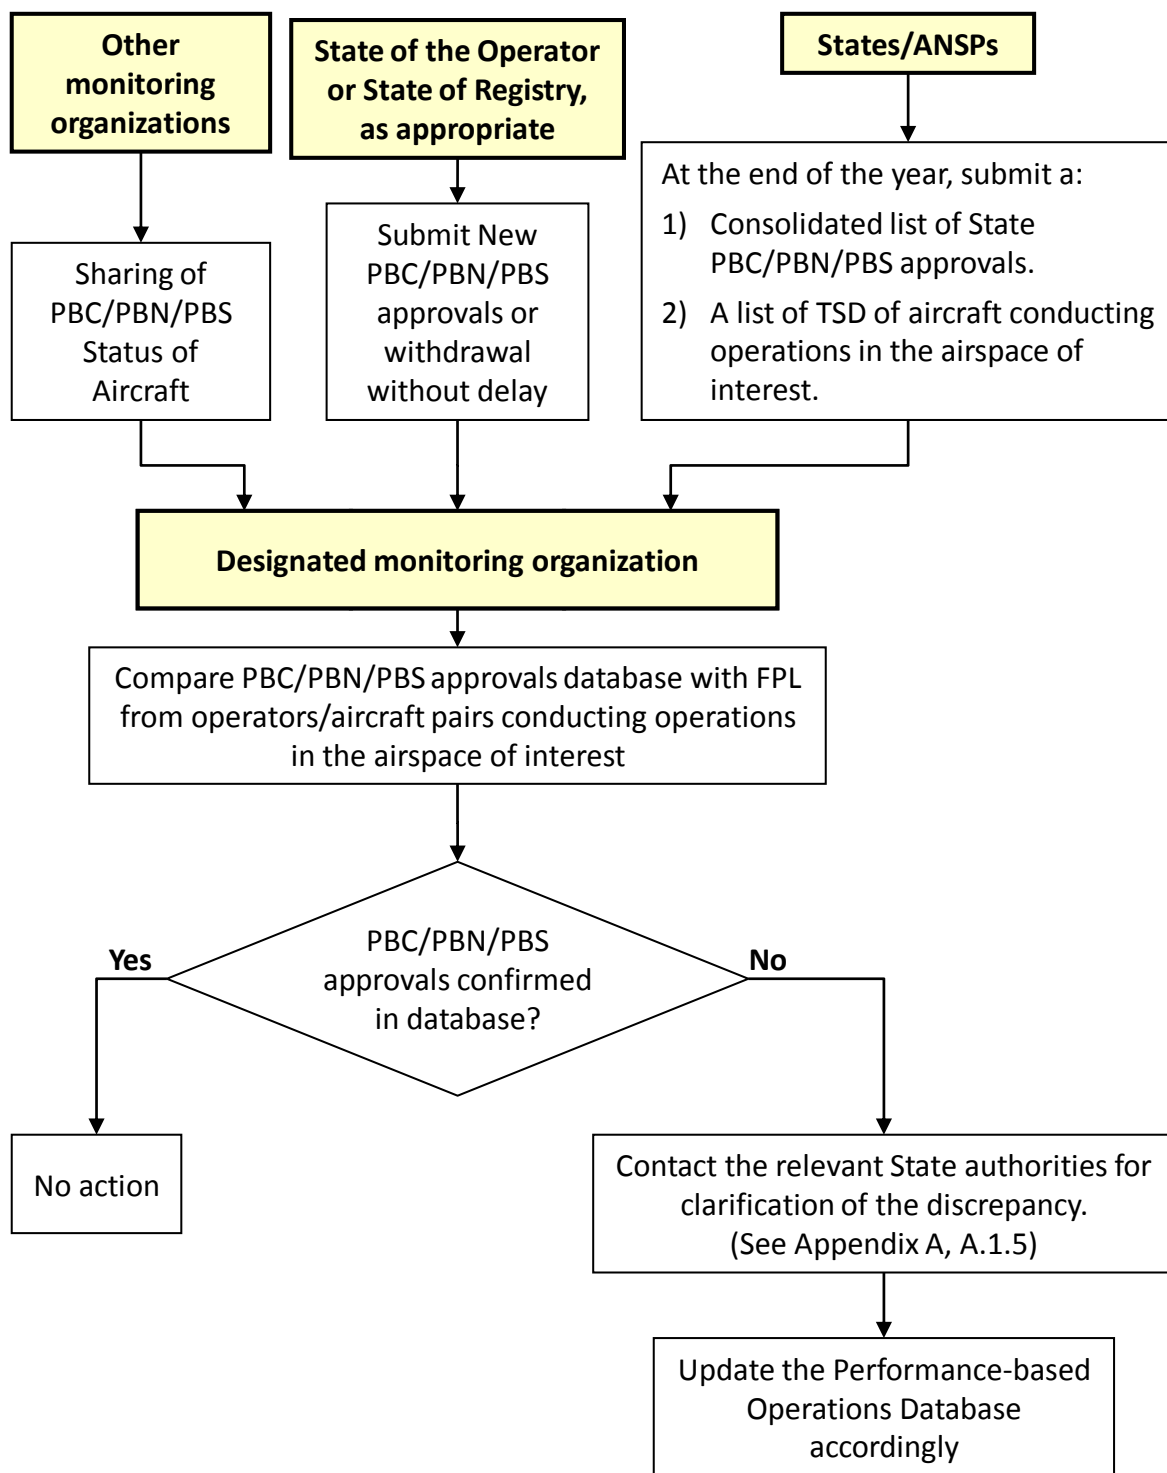 Other
monitoring
organizations
State of the Operator
or State of Registry,
as appropriate
States/ANSPs
Sharing of
PBC/PBN/PBS
Status of
Aircraft
Submit New
PBC/PBN/PBS
approvals or
withdrawal
without delay
At the end of the year, submit a:
1) Consolidated list of State
PBC/PBN/PBS approvals.
2) A list of TSD of aircraft conducting
operations in the airspace of
interest.
Designated monitoring organization
Compare PBC/PBN/PBS approvals database with FPL
from operators/aircraft pairs conducting operations
in the airspace of interest
PBC/PBN/PBS
approvals confirmed
in database?
Yes
No
No action
Contact the relevant State authorities for
clarification of the discrepancy.
(See Appendix A, A.1.5)
Update the Performance-based
Operations Database
accordingly